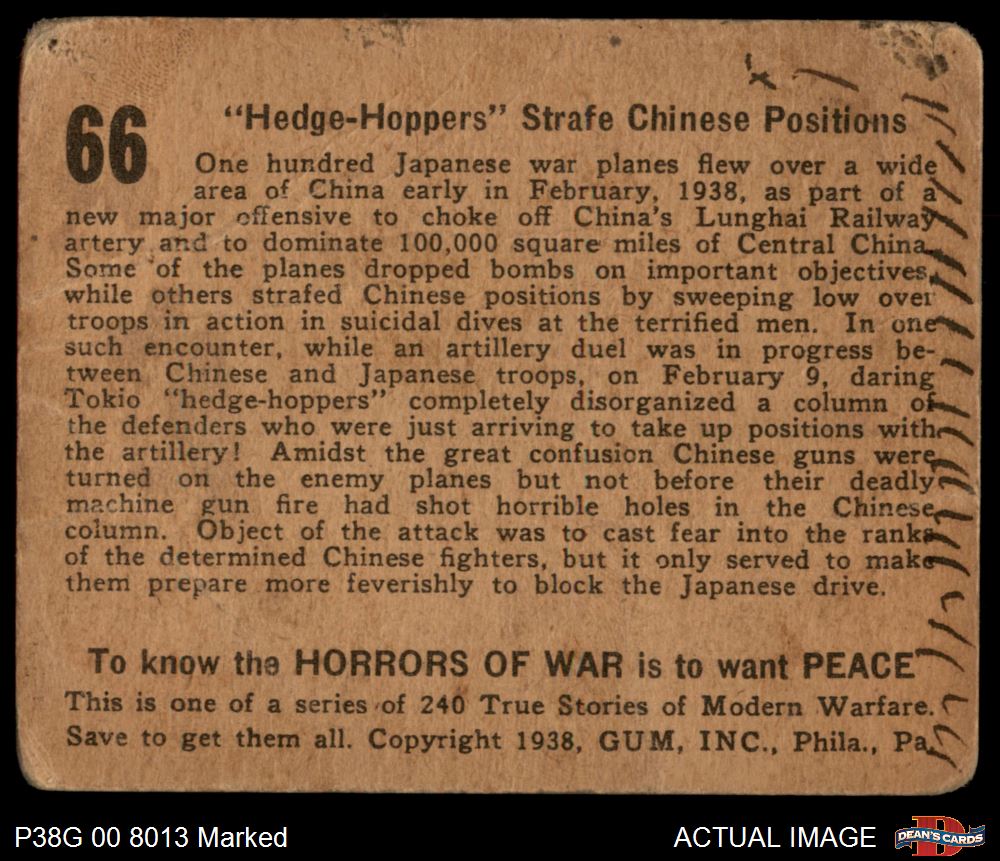 66
"Hedge-Hoppers" Strafe Chinese Positions
One hundred Japanese war planes flew over a wide
area of China early in February, 1938, as part of a
new major offensive to choke off China's Lunghai Railway
artery and to dominate 100,000 square miles of Central China.
Some of the planes dropped bombs on important objectives,
while others strafed Chinese positions by sweeping low over
troops in action in suicidal dives at the terrified men. In one
such encounter, while an artillery duel was in progress be-
tween Chinese and Japanese troops, on February 9, daring
Tokio "hedge-hoppers" completely disorganized a column of
the defenders who were just arriving to take up positions with
the artillery! Amidst the great confusion Chinese guns were
turned on the enemy planes but not before their deadly
machine gun fire had shot horrible holes in the Chinese
column. Object of the attack was to cast fear into the ranks
of the determined Chinese fighters, but it only served to make
them prepare more feverishly to block the Japanese drive.
To know the HORRORS OF WAR is to want PEACE
This is one of a series of 240 True Stories of Modern Warfare.
Save to get them all. Copyright 1938, GUM, INC., Phila., Pa.
P38G 00 8013 Marked
ACTUAL IMAGE
DEAN'S CARDS